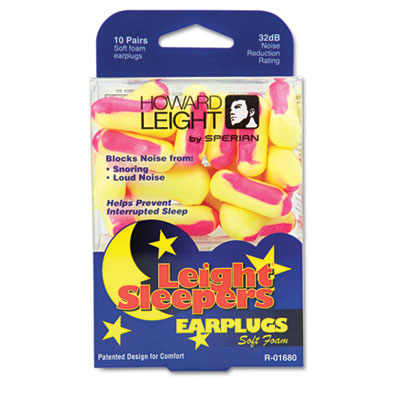 10 Pairs
Soft foam
earplugs
32dB
Noise
Reduction
Rating
HOWARD
LEIGHT
by SPERIAN
Blocks Noise from:
• Snoring
• Loud Noise
Helps Prevent
Interrupted Sleep
Leight
Sleepers
EARPLUGS
Soft Foam
Patented Design for Comfort
R-01680